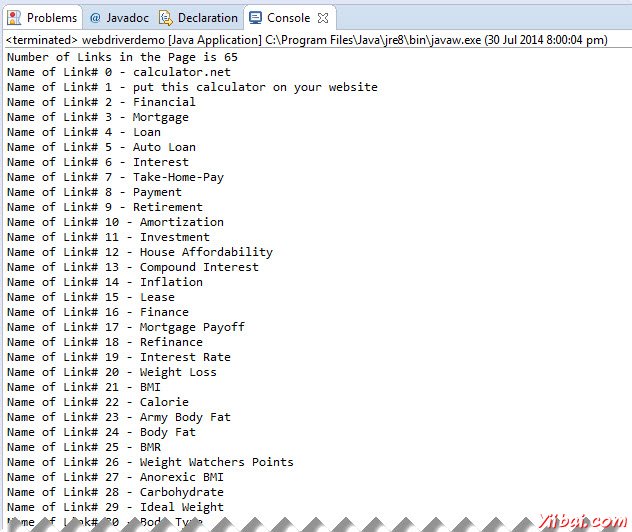 Problems @ Javadoc Declaration Console
<terminated> webdriverdemo [Java Application] C:\Program Files\Java\jre8\bin\javaw.exe (30 Jul 2014 8:00:04 pm)
Number of Links in the Page is 65
Name of Link# 0 - calculator.net
Name of Link# 1 - put this calculator on your website
Name of Link# 2 - Financial
Name of Link# 3 - Mortgage
Name of Link# 4 - Loan
Name of Link# 5 - Auto Loan
Name of Link# 6 - Interest
Name of Link# 7 - Take-Home-Pay
Name of Link# 8 - Payment
Name of Link# 9 - Retirement
Name of Link# 10 - Amortization
Name of Link# 11 - Investment
Name of Link# 12 - House Affordability
Name of Link# 13 - Compound Interest
Name of Link# 14 - Inflation
Name of Link# 15 - Lease
Name of Link# 16 - Finance
Name of Link# 17 - Mortgage Payoff
Name of Link# 18 - Refinance
Name of Link# 19 - Interest Rate
Name of Link# 20 - Weight Loss
Name of Link# 21 - BMI
Name of Link# 22 - Calorie
Name of Link# 23 - Army Body Fat
Name of Link# 24 - Body Fat
Name of Link# 25 - BMR
Name of Link# 26 - Weight Watchers Points
Name of Link# 27 - Anorexic BMI
Name of Link# 28 - Carbohydrate
Name of Link# 29 - Ideal Weight
Name of Link# 30 - Body Type
Yiibai.com